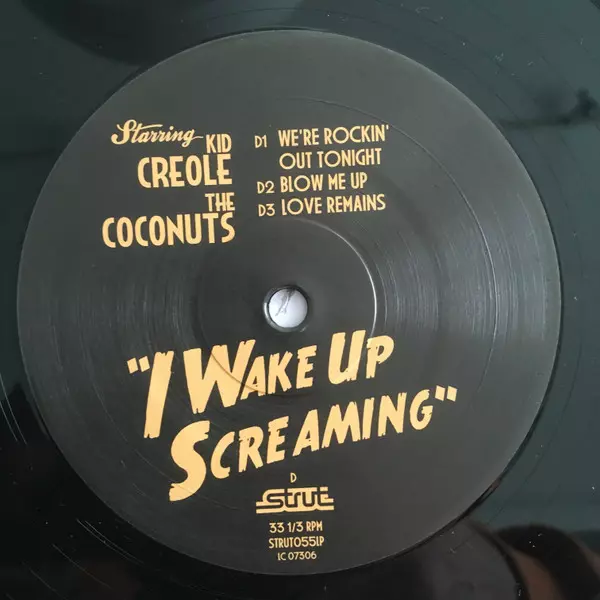 Starring KID
CREOLE
THE
COCONUTS
D1 WE'RE ROCKIN'
OUT TONIGHT
D2 BLOW ME UP
D3 LOVE REMAINS
"I WAKE UP
SCREAMING"
D
Strut
33 1/3 RPM
STRUT055LP
LC 07306